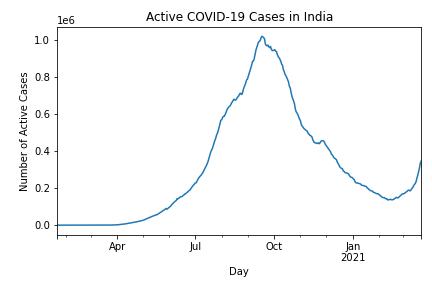 Active COVID-19 Cases in India
1e6
1.0
0.8
0.6
0.4
0.2
0.0
Number of Active Cases
Apr Jul Oct Jan
2021
Day